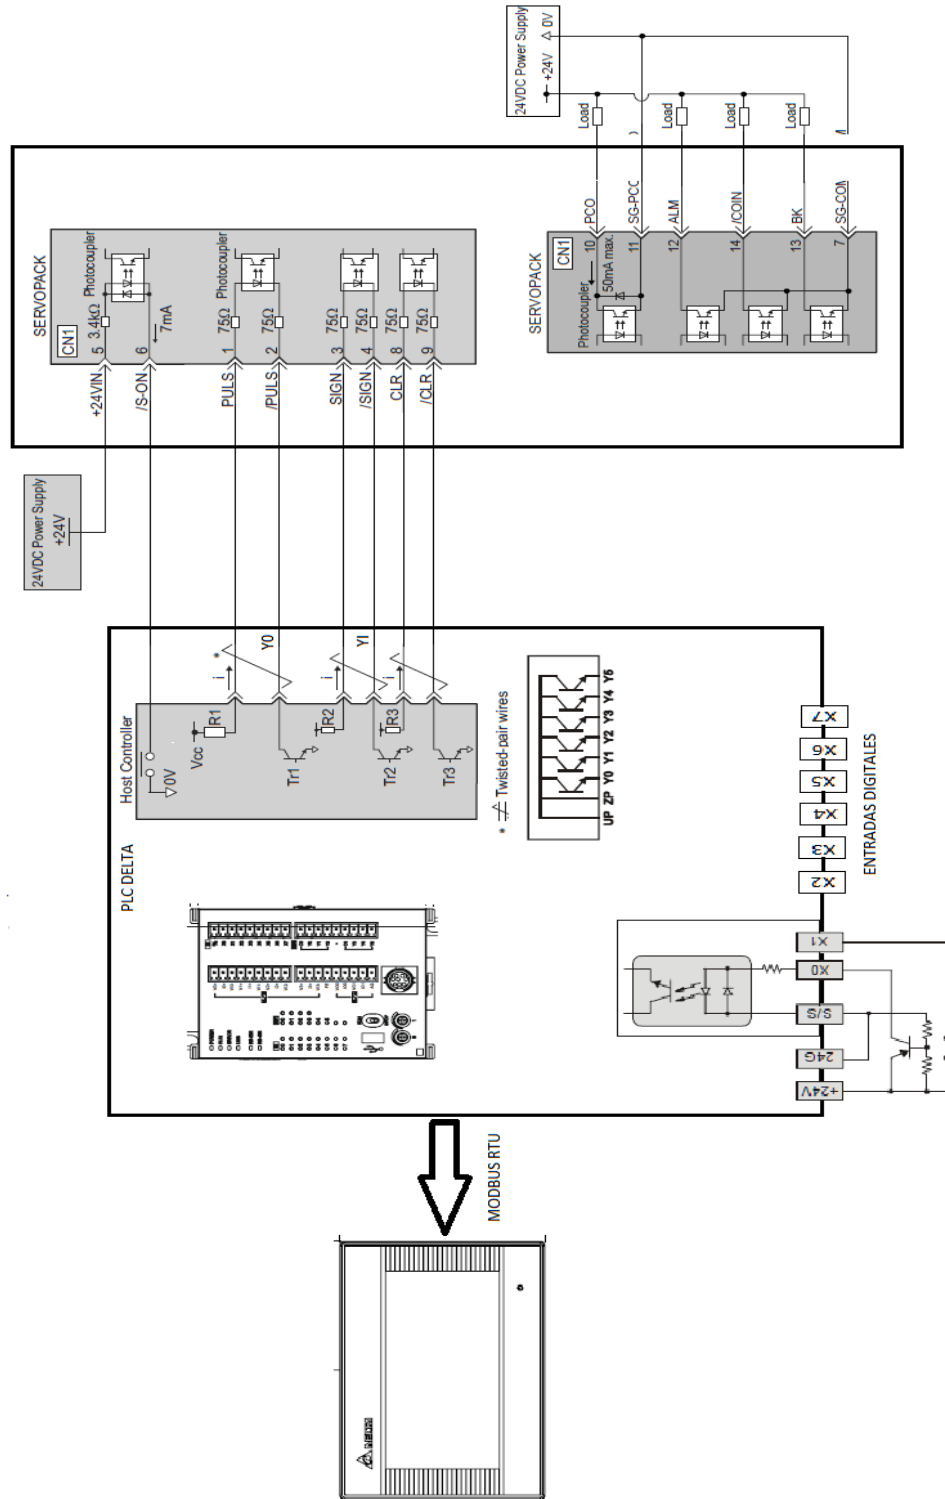 24VDC Power Supply
+24V
0V
Load
Load
Load
Load
SERVOPACK
CN1
5
3.4kΩ
Photocoupler
6
7mA
1
75Ω
Photocoupler
2
75Ω
3
75Ω
4
75Ω
8
75Ω
9
75Ω
+24VIN
/S-ON
PULS
/PULS
SIGN
/SIGN
CLR
/CLR
SERVOPACK
CN1
Photocoupler
50mA max.
10
11
12
14
13
7
PCO
SG-PCO
ALM
/COIN
BK
SG-COM
24VDC Power Supply
+24V
PLC DELTA
Host Controller
0V
Vcc
R1
i
*
Y0
Tr1
R2
i
YI
Tr2
R3
i
Tr3
* Twisted-pair wires
UP ZP Y0 Y1 Y2 Y3 Y4 Y5
X7
X6
X5
X4
X3
X2
ENTRADAS DIGITALES
X1
X0
S/S
24G
+24V
MODBUS RTU